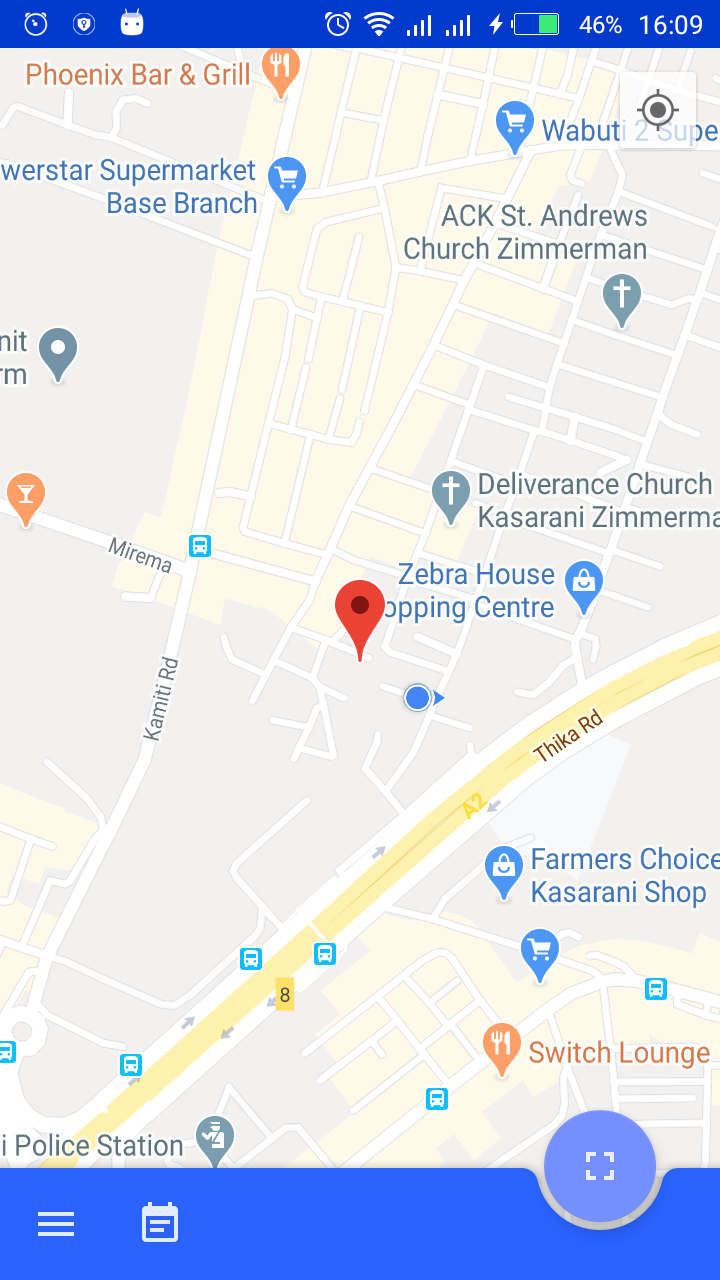 46% 16:09
Phoenix Bar & Grill
Wabuti 2 Supe
werstar Supermarket
Base Branch
ACK St. Andrews
Church Zimmerman
nit
rm
Deliverance Church
Kasarani Zimmerma
Mirema
Zebra House
opping Centre
Kamiti Rd
Thika Rd
A2
Farmers Choice
Kasarani Shop
8
Switch Lounge
i Police Station